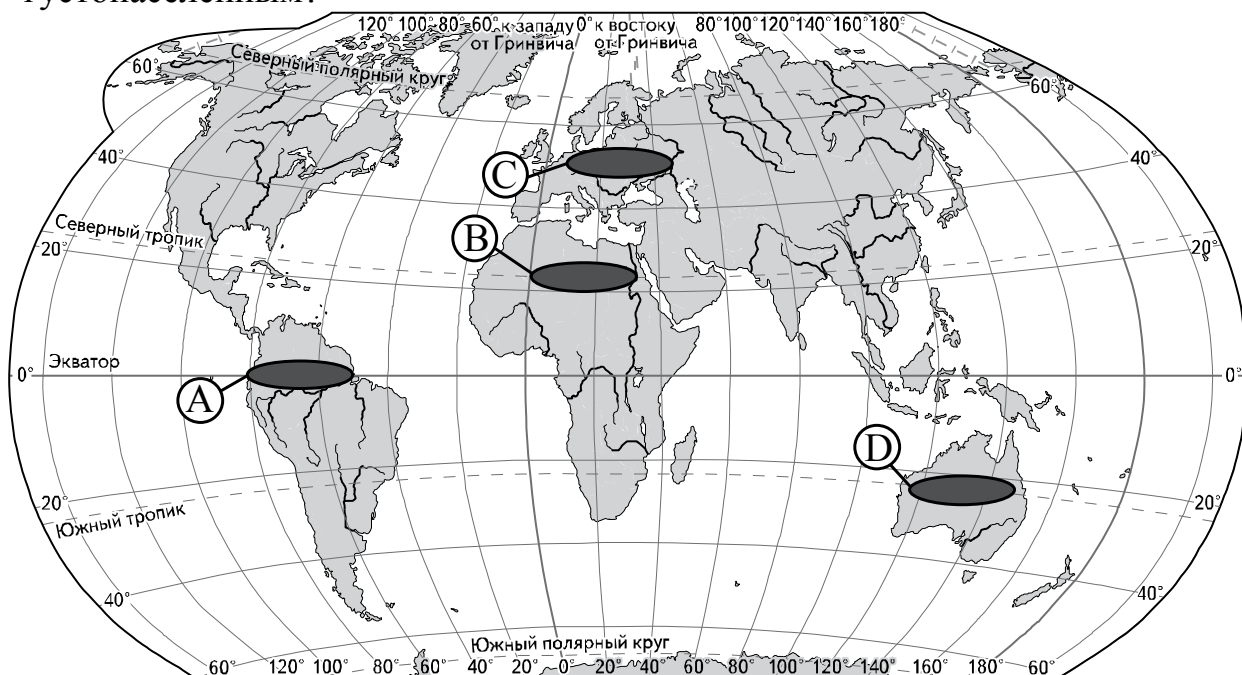 густонаселенным?
120° 100° 80° 60° к западу 0° к востоку 80° 100° 120° 140° 160° 180°
от Гринвича от Гринвича
60° Северный полярный круг 60°
40° 40°
C
Северный тропик
B
20° 20°
Экватор
0° 0°
A
D
20° 20°
Южный тропик
40° 40°
Южный полярный круг
60° 120° 100° 80° 60° 40° 20° 0° 20° 40° 60° 80° 100° 120° 140° 160° 180° 60°